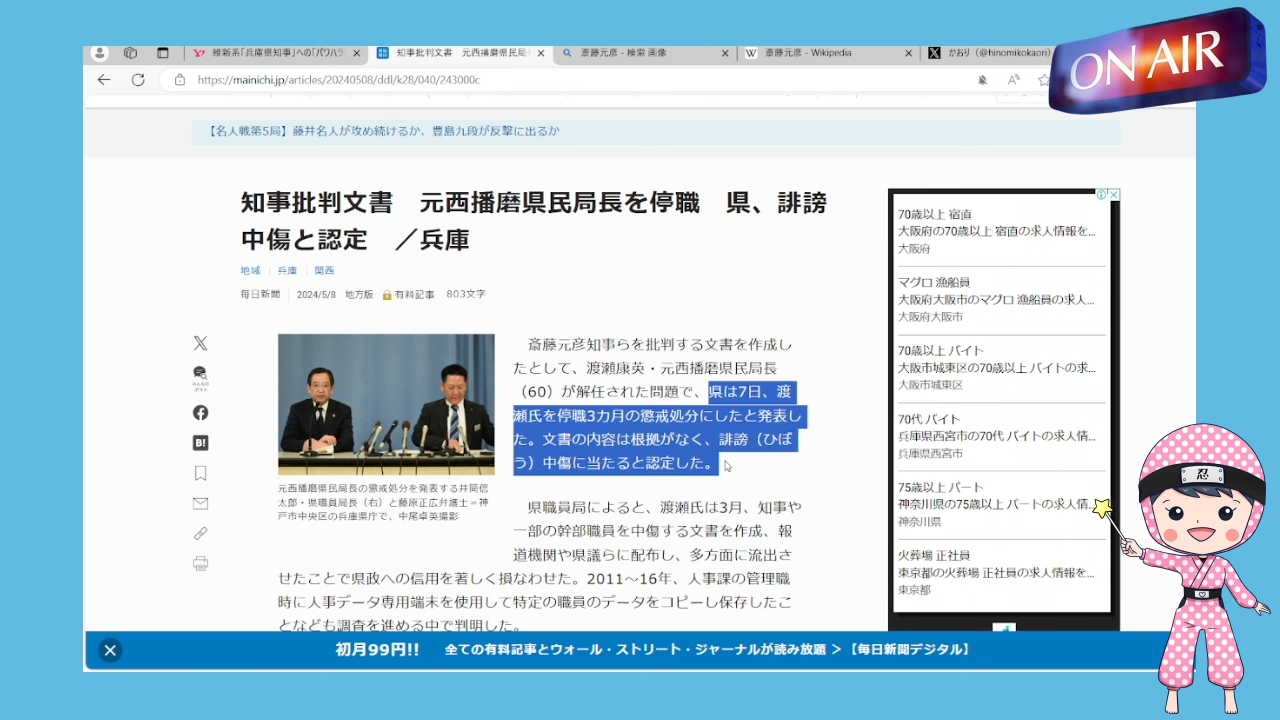 維新系「兵庫県知事」への「パワハラ
知事批判文書 元西播磨県民局
斎藤元彦 - 検索 画像
斎藤元彦 - Wikipedia
かおり (@hinomikokaori)
ON AIR
https://mainichi.jp/articles/20240508/ddl/k28/040/243000c
【名人戦第5局】藤井名人が攻め続けるか、豊島九段が反撃に出るか
知事批判文書 元西播磨県民局長を停職 県、誹謗
中傷と認定 ／兵庫
地域 兵庫 関西
毎日新聞 2024/5/8 地方版 有料記事 803文字
斎藤元彦知事らを批判する文書を作成し
たとして、渡瀬康英・元西播磨県民局長
（60）が解任された問題で、県は7日、渡
瀬氏を停職3カ月の懲戒処分にしたと発表し
た。文書の内容は根拠がなく、誹謗（ひぼ
う）中傷に当たると認定した。
元西播磨県民局長の懲戒処分を発表する井筒信
太郎・県職員局長（右）と藤原正広弁護士＝神
戸市中央区の兵庫県庁で、中尾卓英撮影
県職員局によると、渡瀬氏は3月、知事や
一部の幹部職員を中傷する文書を作成、報
道機関や県議らに配布し、多方面に流出さ
せたことで県政への信用を著しく損なわせた。2011〜16年、人事課の管理職
時に人事データ専用端末を使用して特定の職員のデータをコピーし保存したこ
となども調査を進める中で判明した。
みんなの
ポスト
B!
70歳以上 宿直
大阪府の70歳以上 宿直の求人情報を...
大阪府
マグロ 漁船員
大阪府大阪市のマグロ 漁船員の求人...
大阪府大阪市
70歳以上 バイト
大阪市城東区の70歳以上 バイトの求...
大阪市城東区
70代 バイト
兵庫県西宮市の70代 バイトの求人情...
兵庫県西宮市
75歳以上 パート
神奈川県の75歳以上 パートの求人情...
神奈川県
火葬場 正社員
東京都の火葬場 正社員の求人情報を...
東京都
忍
初月99円!! 全ての有料記事とウォール・ストリート・ジャーナルが読み放題 ＞【毎日新聞デジタル】